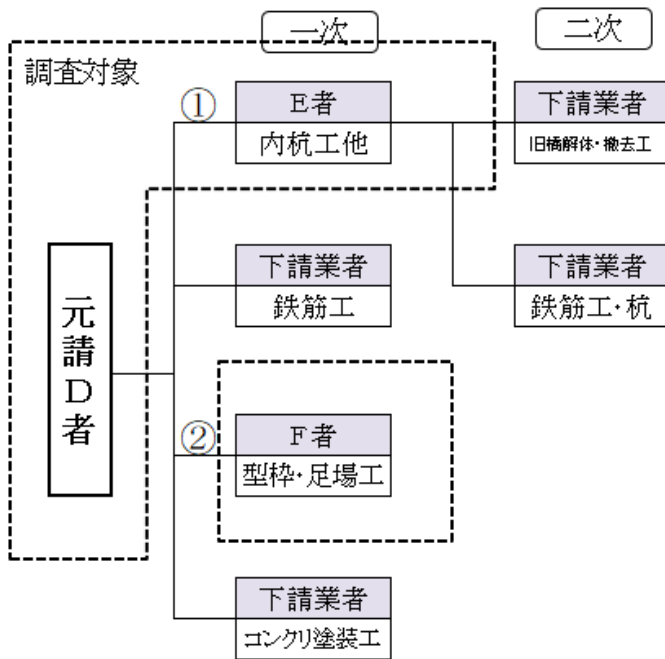 一次
二次
調査対象
①
E者
内杭工他
下請業者
旧橋解体・撤去工
下請業者
鉄筋工
下請業者
鉄筋工・杭
元請D者
②
F者
型枠・足場工
下請業者
コンクリ塗装工